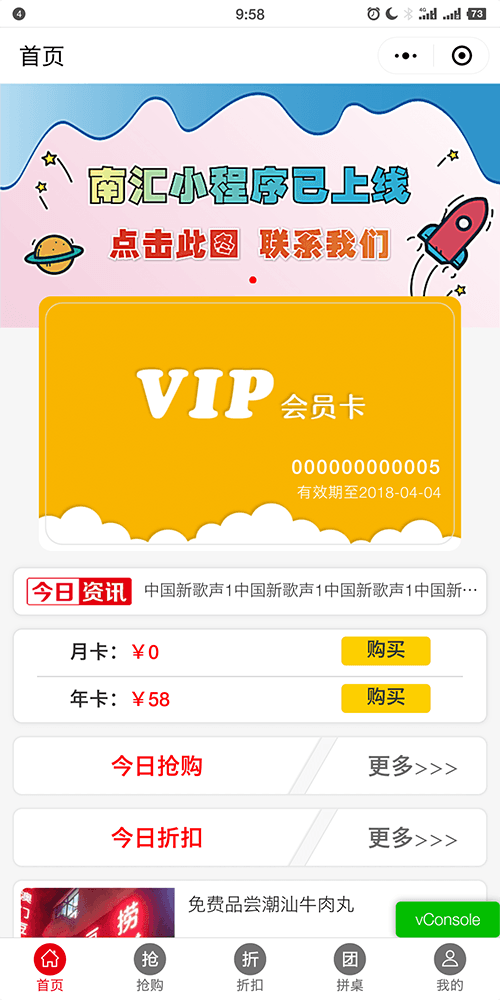 4
9:58
4G
73
首页
南汇小程序已上线
点击此图 联系我们
VIP 会员卡
000000000005
有效期至2018-04-04
今日资讯 中国新歌声1中国新歌声1中国新歌声1中国新…
月卡：￥0 购买
年卡：￥58 购买
今日抢购 更多>>>
今日折扣 更多>>>
免费品尝潮汕牛肉丸
捞
vConsole
抢 折 团
首页 抢购 折扣 拼桌 我的